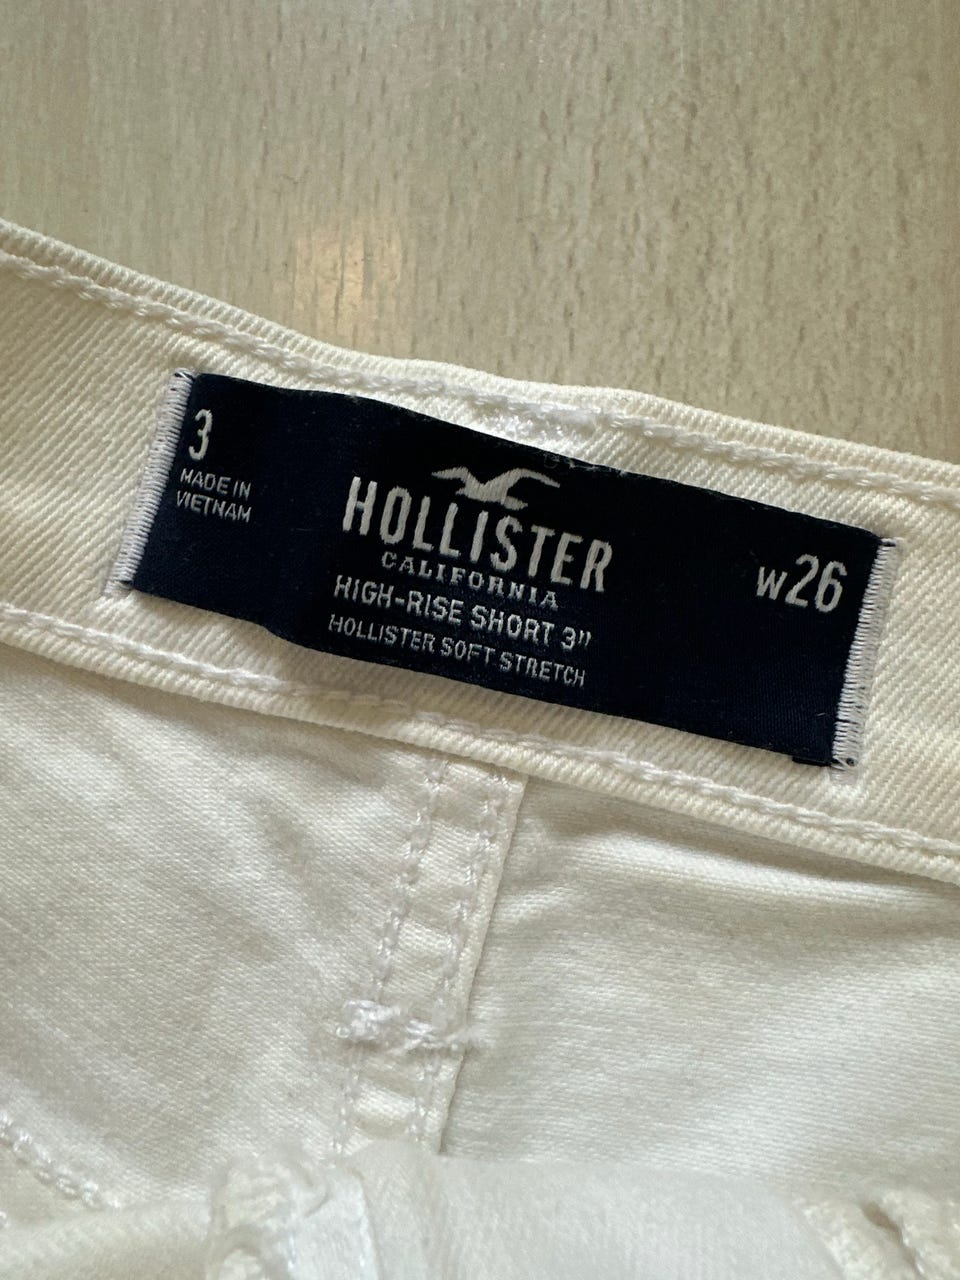 3
MADE IN
VIETNAM
HOLLISTER
CALIFORNIA
HIGH-RISE SHORT 3"
HOLLISTER SOFT STRETCH
W26